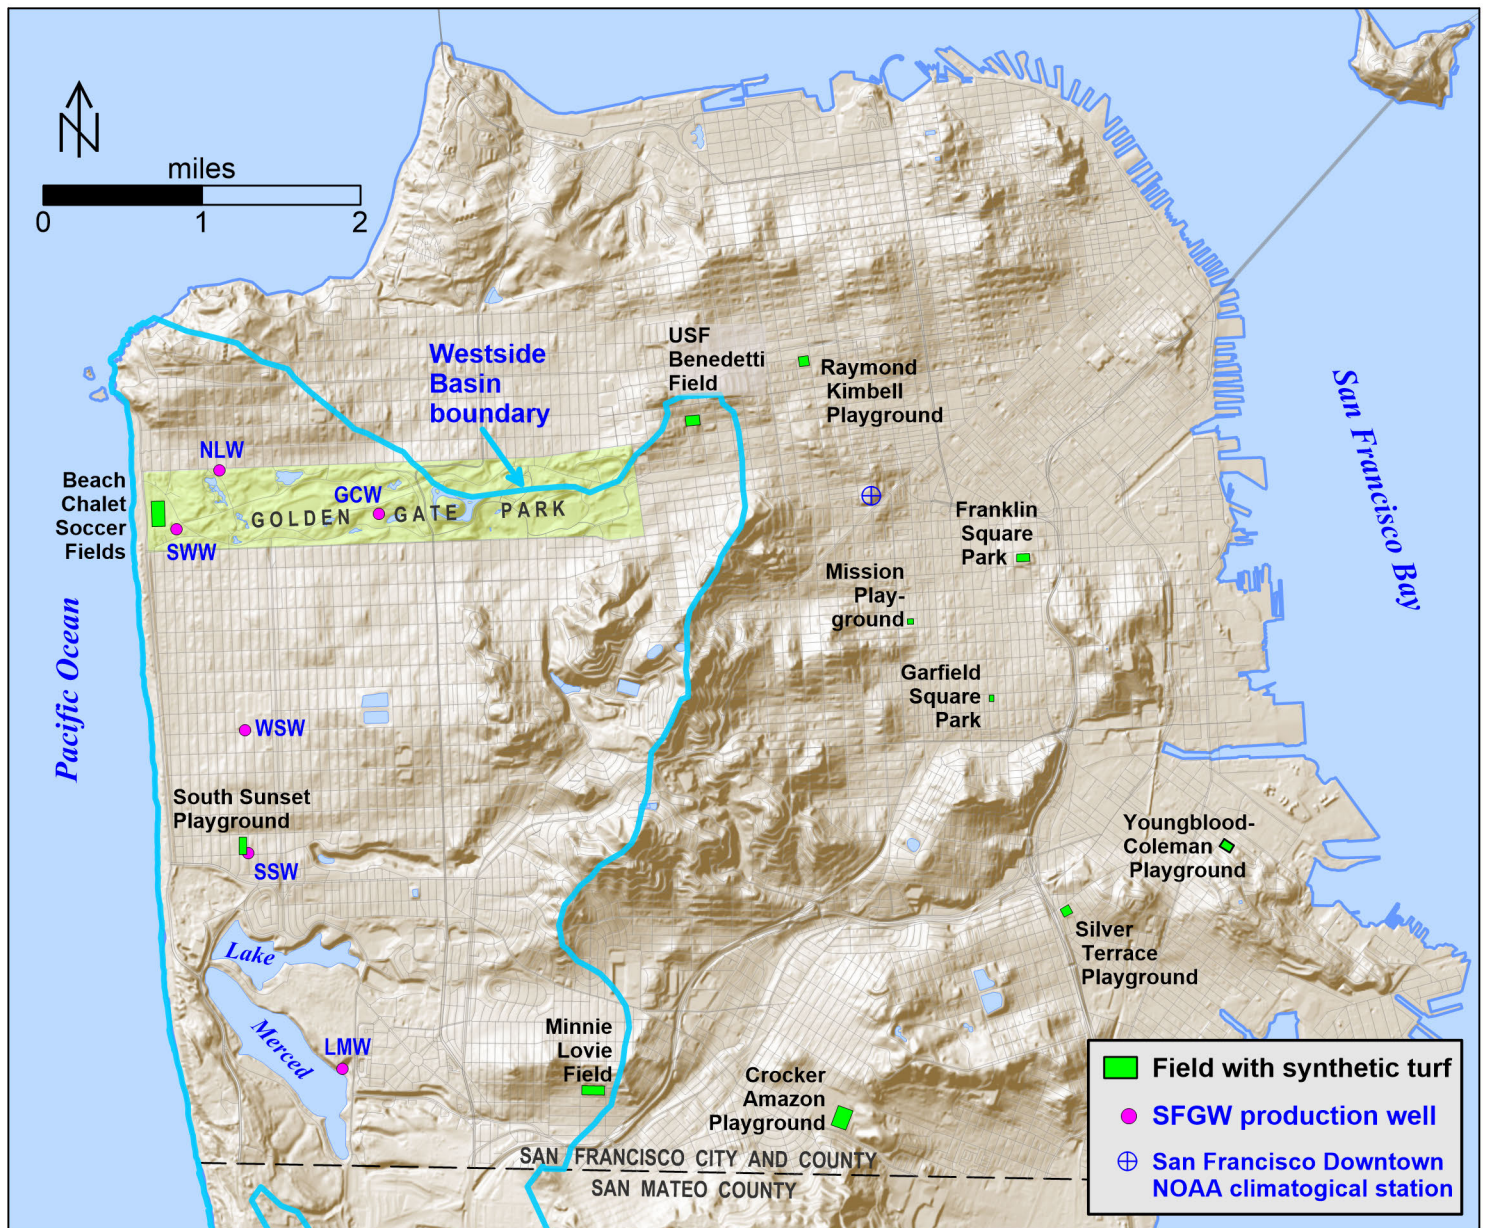 N
miles
0 1 2
Westside
Basin
boundary
USF
Benedetti
Field
Raymond
Kimbell
Playground
NLW
Beach
Chalet
Soccer
Fields
GCW
GOLDEN GATE PARK
SWW
Franklin
Square
Park
Mission
Play-
ground
Garfield
Square
Park
San Francisco Bay
Pacific Ocean
WSW
South Sunset
Playground
SSW
Youngblood-
Coleman
Playground
Silver
Terrace
Playground
Lake
Merced
LMW
Minnie
Lovie
Field
Crocker
Amazon
Playground
SAN FRANCISCO CITY AND COUNTY
SAN MATEO COUNTY
Field with synthetic turf
SFGW production well
San Francisco Downtown
NOAA climatogical station